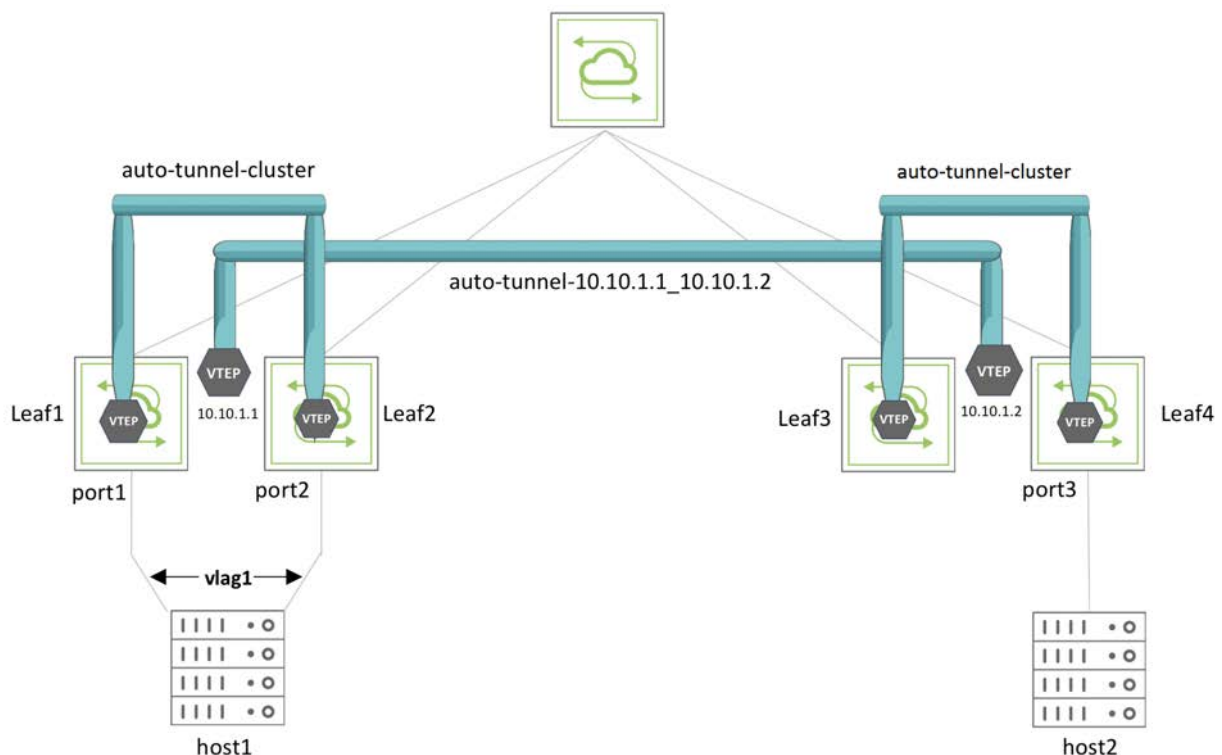 auto-tunnel-cluster
auto-tunnel-cluster
auto-tunnel-10.10.1.1_10.10.1.2
VTEP
VTEP
10.10.1.1
10.10.1.2
Leaf1
VTEP
VTEP
Leaf2
Leaf3
VTEP
VTEP
Leaf4
port1
port2
port3
vlag1
host1
host2